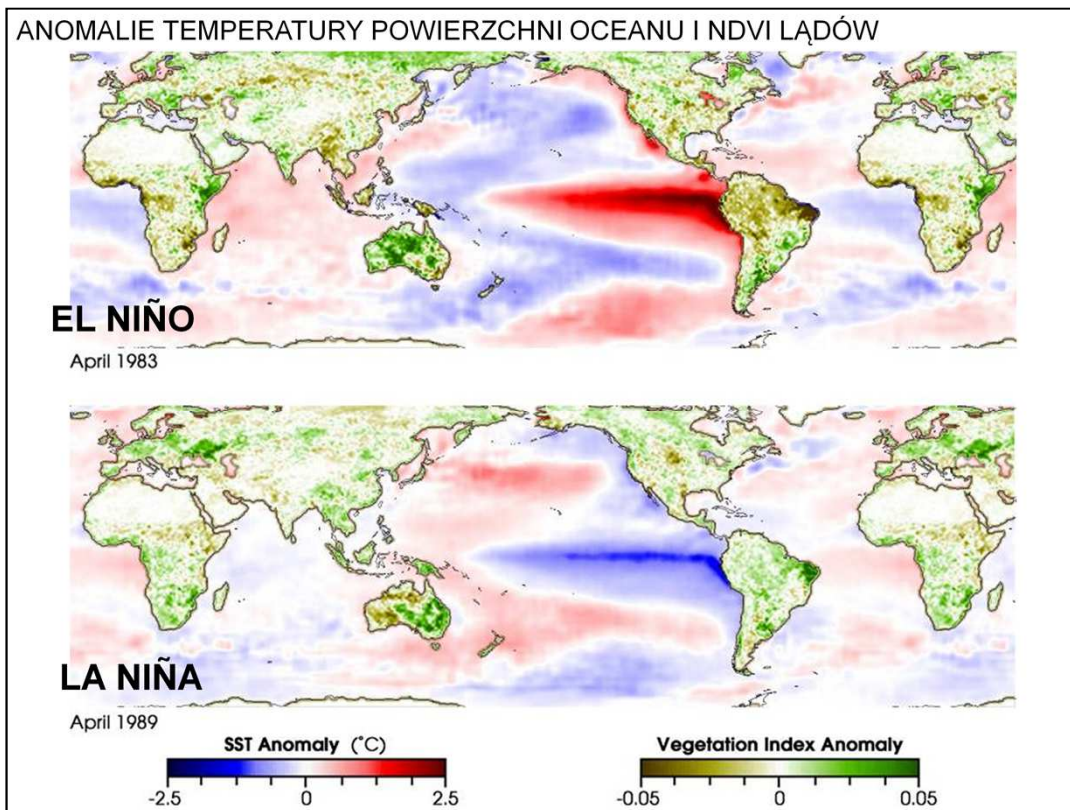 ANOMALIE TEMPERATURY POWIERZCHNI OCEANU I NDVI LĄDÓW
EL NIÑO
April 1983
LA NIÑA
April 1989
SST Anomaly (˚C)
-2.5 0 2.5
Vegetation Index Anomaly
-0.05 0 0.05